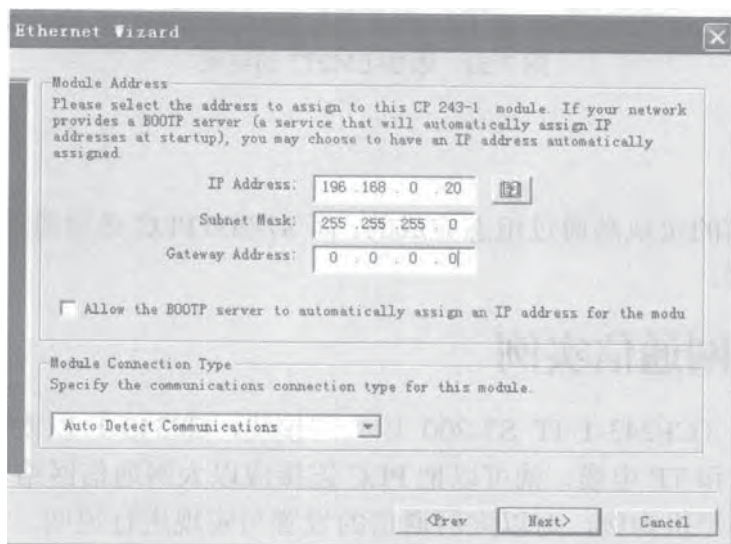 Ethernet Wizard
Module Address
Please select the address to assign to this CP 243-1 module. If your network
provides a BOOTP server (a service that will automatically assign IP
addresses at startup), you may choose to have an IP address automatically
assigned.
IP Address: 196 .168 . 0 . 20
Subnet Mask: 255 .255 .255 . 0
Gateway Address: 0 . 0 . 0 . 0
Allow the BOOTP server to automatically assign an IP address for the modu
Module Connection Type
Specify the communications connection type for this module.
Auto Detect Communications
<Prev Next> Cancel